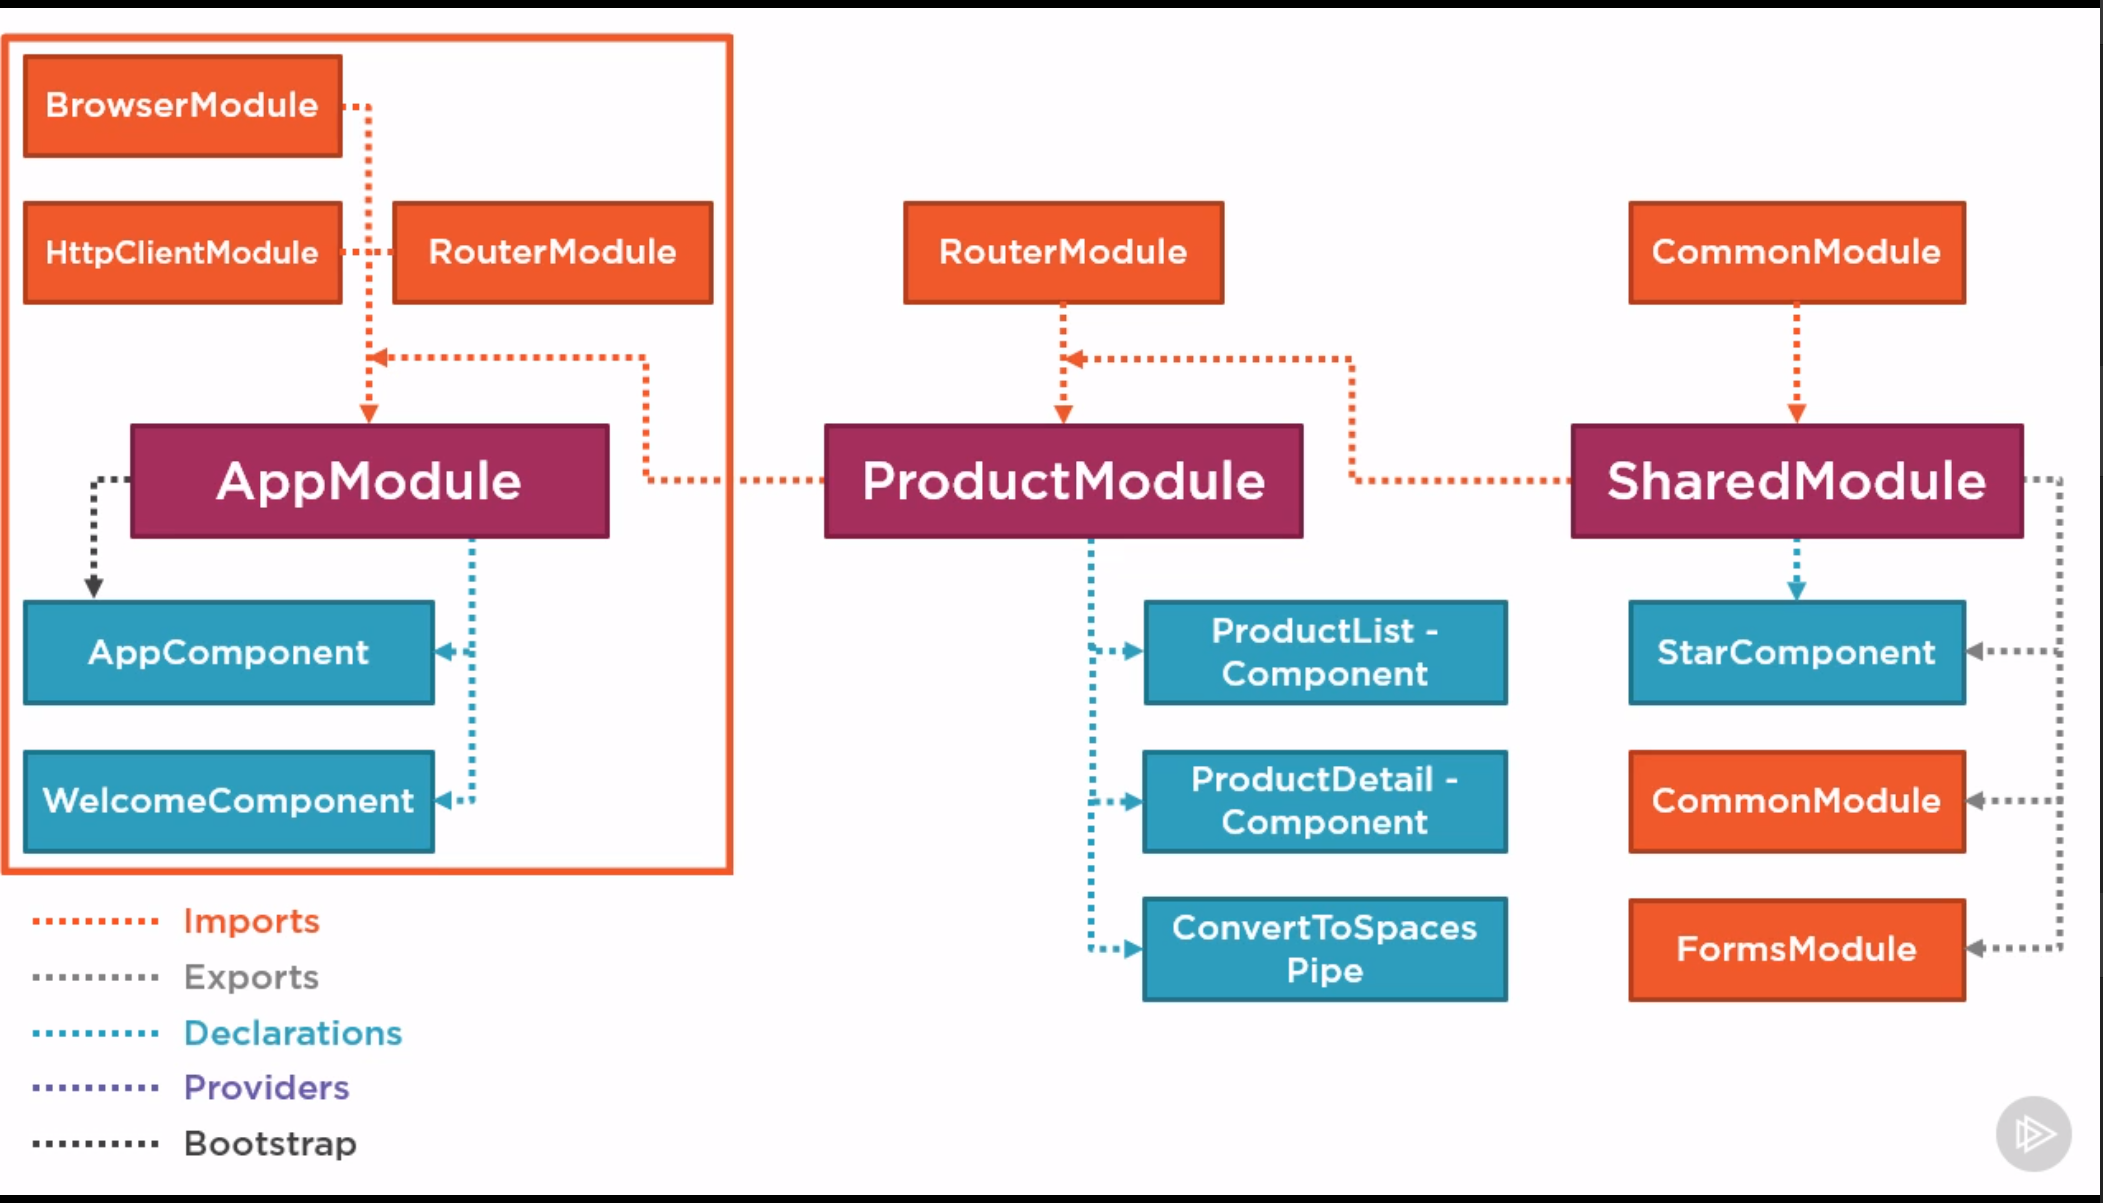 BrowserModule
HttpClientModule
RouterModule
RouterModule
CommonModule
AppModule
ProductModule
SharedModule
AppComponent
ProductList -
Component
StarComponent
WelcomeComponent
ProductDetail -
Component
CommonModule
ConvertToSpaces
Pipe
FormsModule
Imports
Exports
Declarations
Providers
Bootstrap